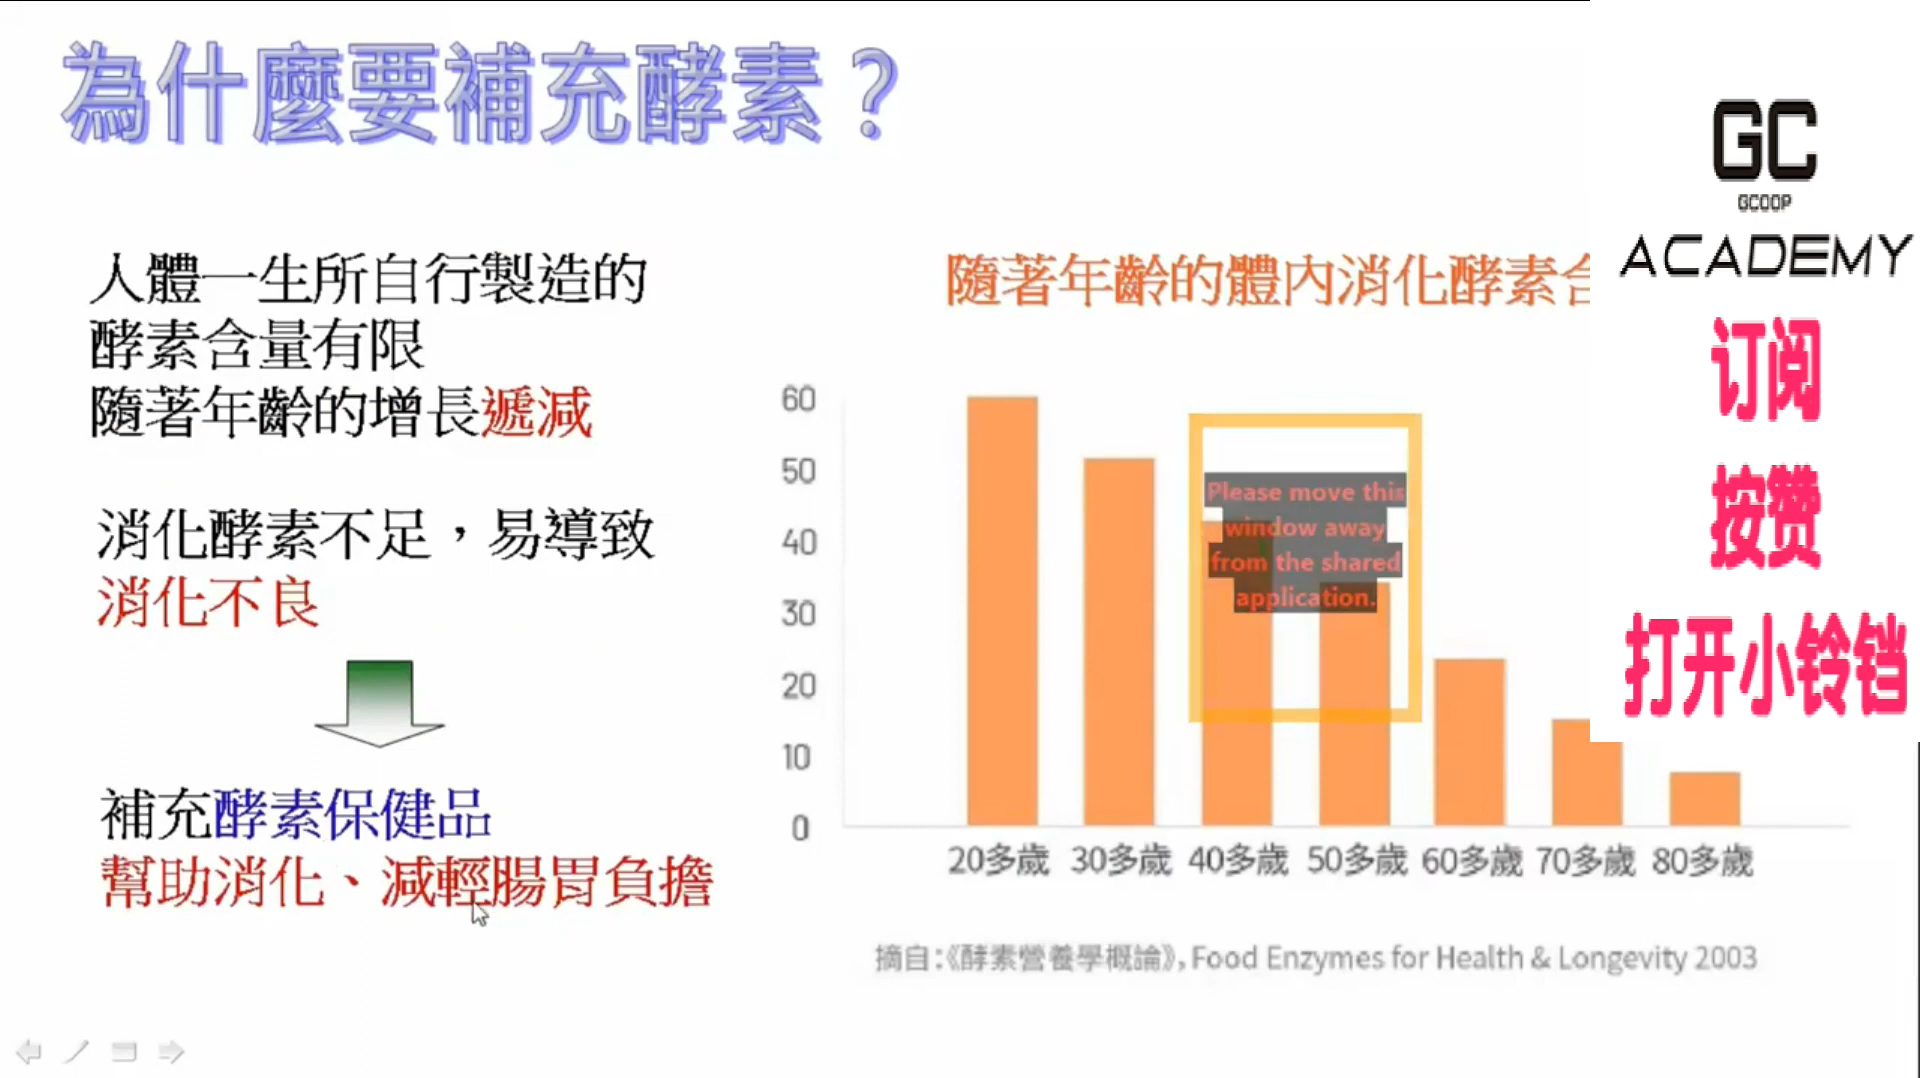 為什麼要補充酵素？
人體一生所自行製造的
酵素含量有限
隨著年齡的增長遞減
消化酵素不足，易導致
消化不良
補充酵素保健品
幫助消化、減輕腸胃負擔
隨著年齡的體內消化酵素含
60
50
40
30
20
10
0
Please move this
window away
from the shared
application.
20多歲 30多歲 40多歲 50多歲 60多歲 70多歲 80多歲
摘自：《酵素營養學概論》, Food Enzymes for Health & Longevity 2003
GC
GCOOP
ACADEMY
订阅
按赞
打开小铃铛